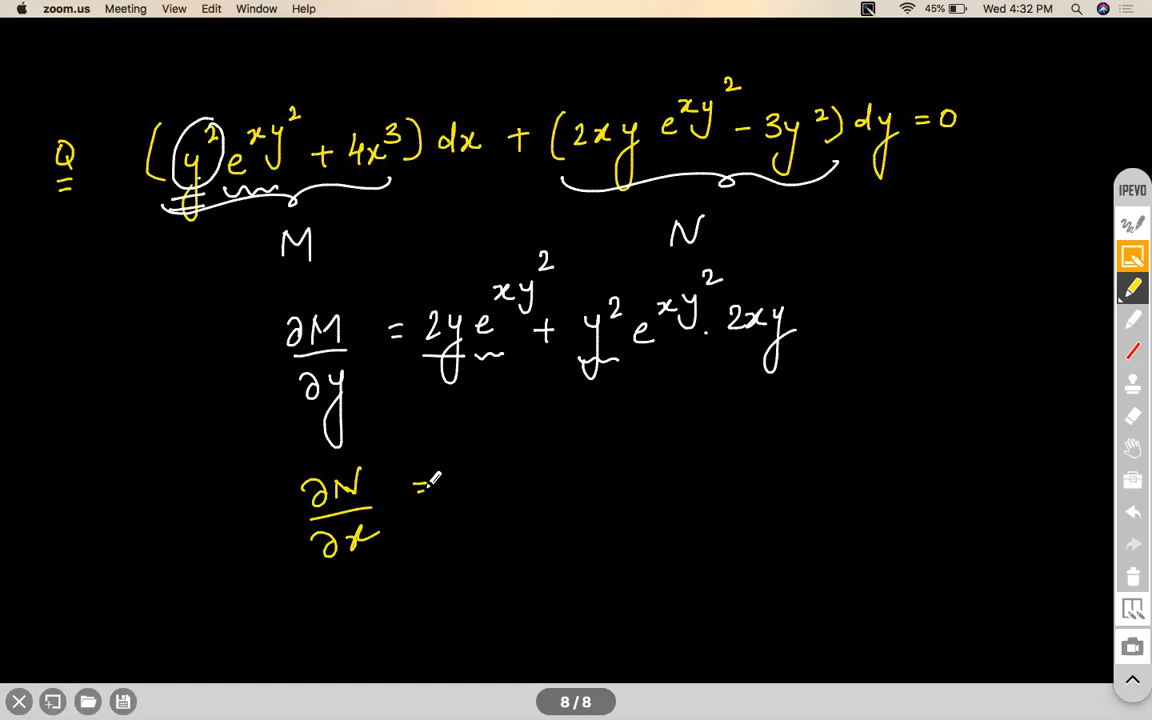 zoom.us Meeting View Edit Window Help 45% Wed 4:32 PM
Q (y² e^{xy²} + 4x³) dx + (2xy e^{xy²} - 3y²) dy = 0
M N
∂M/∂y = 2y e^{xy²} + y² e^{xy²} . 2xy
∂N/∂x =
IPEVO
8 / 8